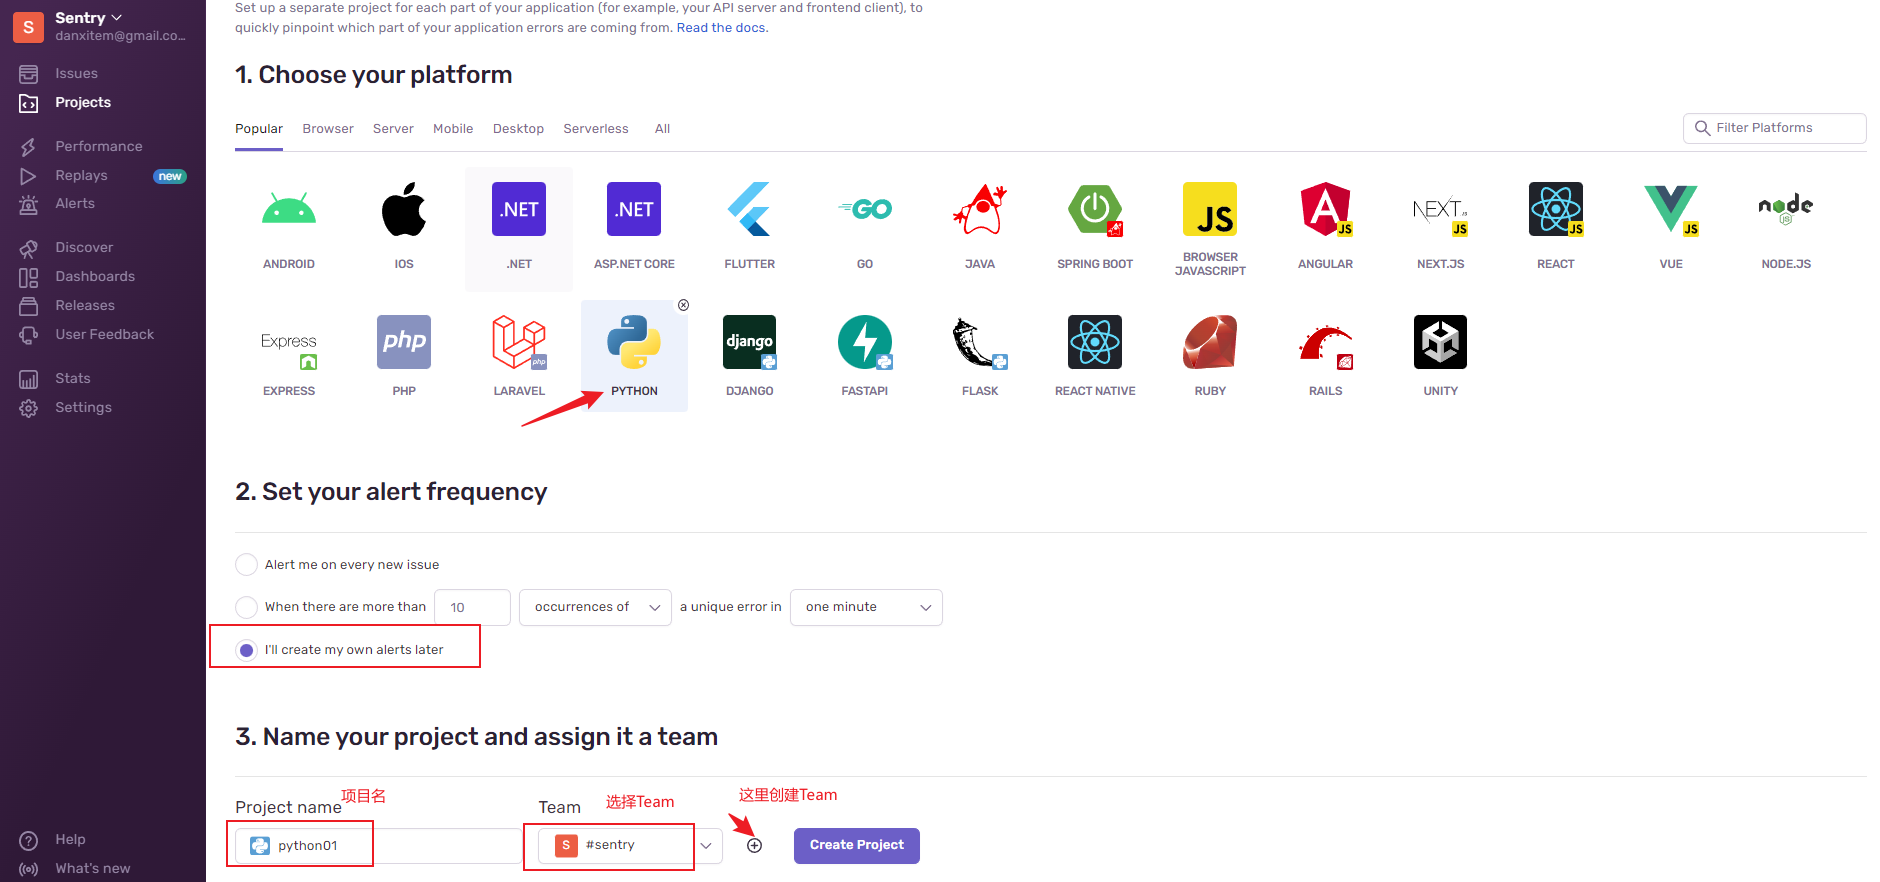 Sentry
danxitem@gmail.co...
Issues
Projects
Performance
Replays new
Alerts
Discover
Dashboards
Releases
User Feedback
Stats
Settings
Help
What's new
Set up a separate project for each part of your application (for example, your API server and frontend client), to
quickly pinpoint which part of your application errors are coming from. Read the docs.
1. Choose your platform
Popular Browser Server Mobile Desktop Serverless All
Filter Platforms
.NET .NET GO JS A JS NEXT.JS JS JS JS node JS
ANDROID IOS .NET ASP.NET CORE FLUTTER GO JAVA SPRING BOOT BROWSER JAVASCRIPT ANGULAR NEXT.JS REACT VUE NODE.JS
Express php php django
EXPRESS PHP LARAVEL PYTHON DJANGO FASTAPI FLASK REACT NATIVE RUBY RAILS UNITY
2. Set your alert frequency
Alert me on every new issue
When there are more than 10 occurrences of a unique error in one minute
I'll create my own alerts later
3. Name your project and assign it a team
Project name 项目名 Team 选择Team 这里创建Team
python01 S #sentry Create Project